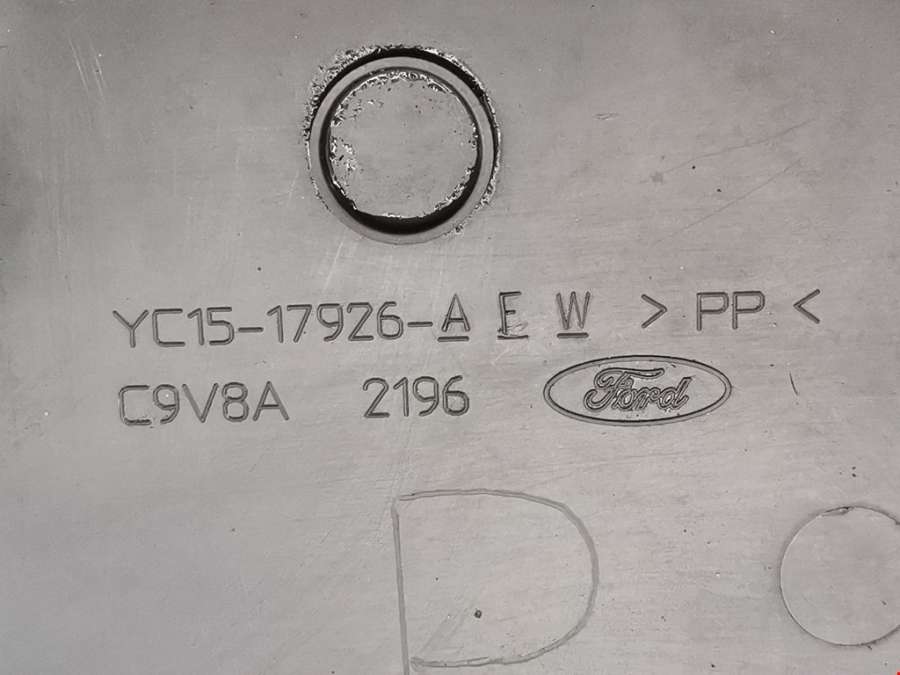 YC15-17926-A E W >PP<
C9V8A 2196 Ford
D